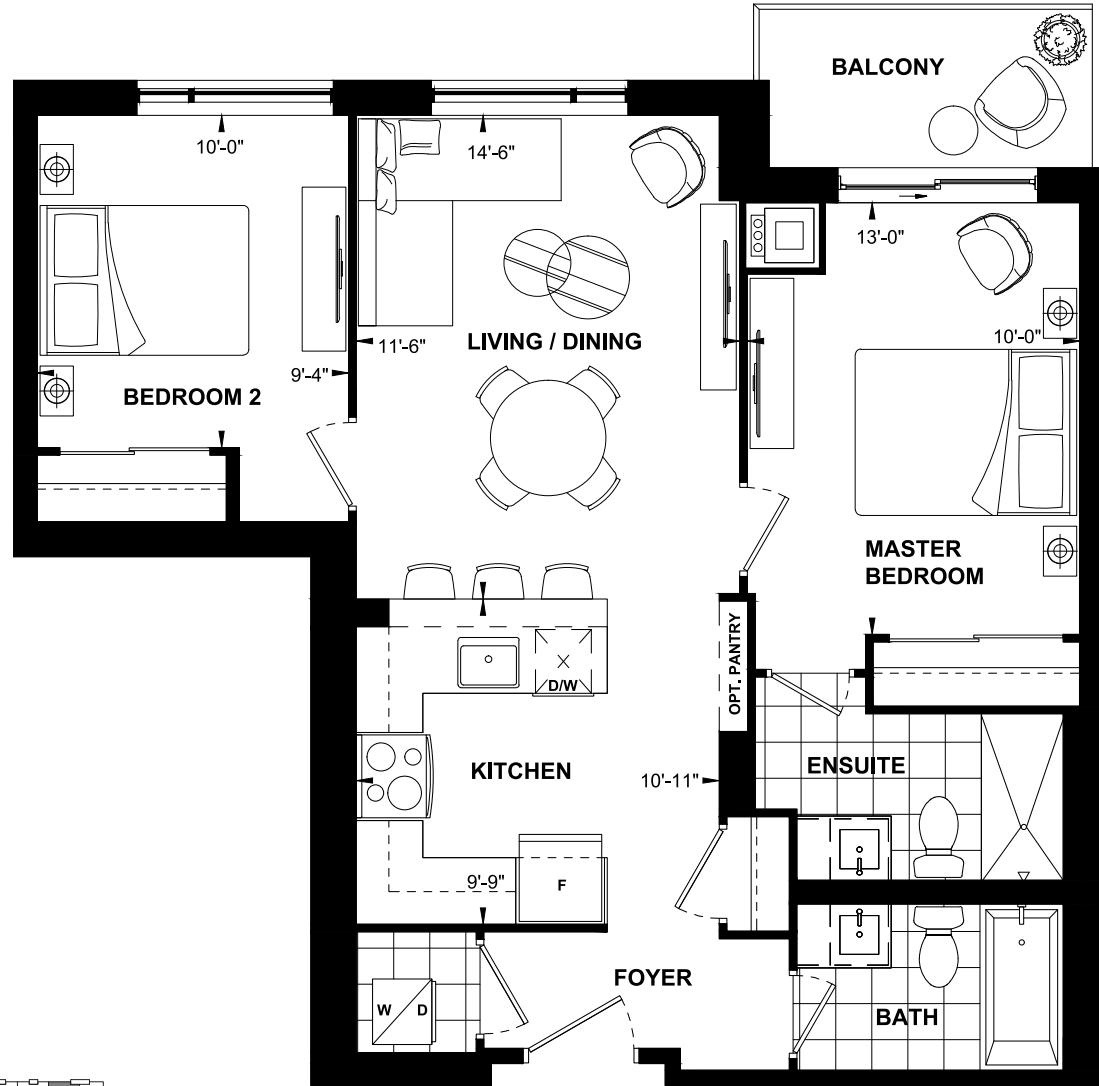 BALCONY
10'-0"
14'-6"
13'-0"
11'-6"
LIVING / DINING
10'-0"
9'-4"
BEDROOM 2
MASTER
BEDROOM
OPT. PANTRY
D/W
KITCHEN
10'-11"
ENSUITE
9'-9"
F
FOYER
W
D
BATH